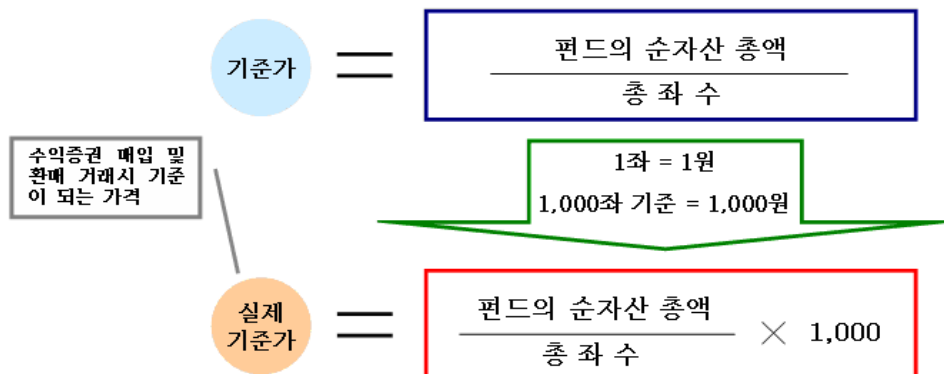 기준가
=
펀드의 순자산 총액
총 좌 수
수익증권 매입 및
환매 거래시 기준
이 되는 가격
1좌 = 1원
1,000좌 기준 = 1,000원
실제
기준가
=
펀드의 순자산 총액
총 좌 수
× 1,000